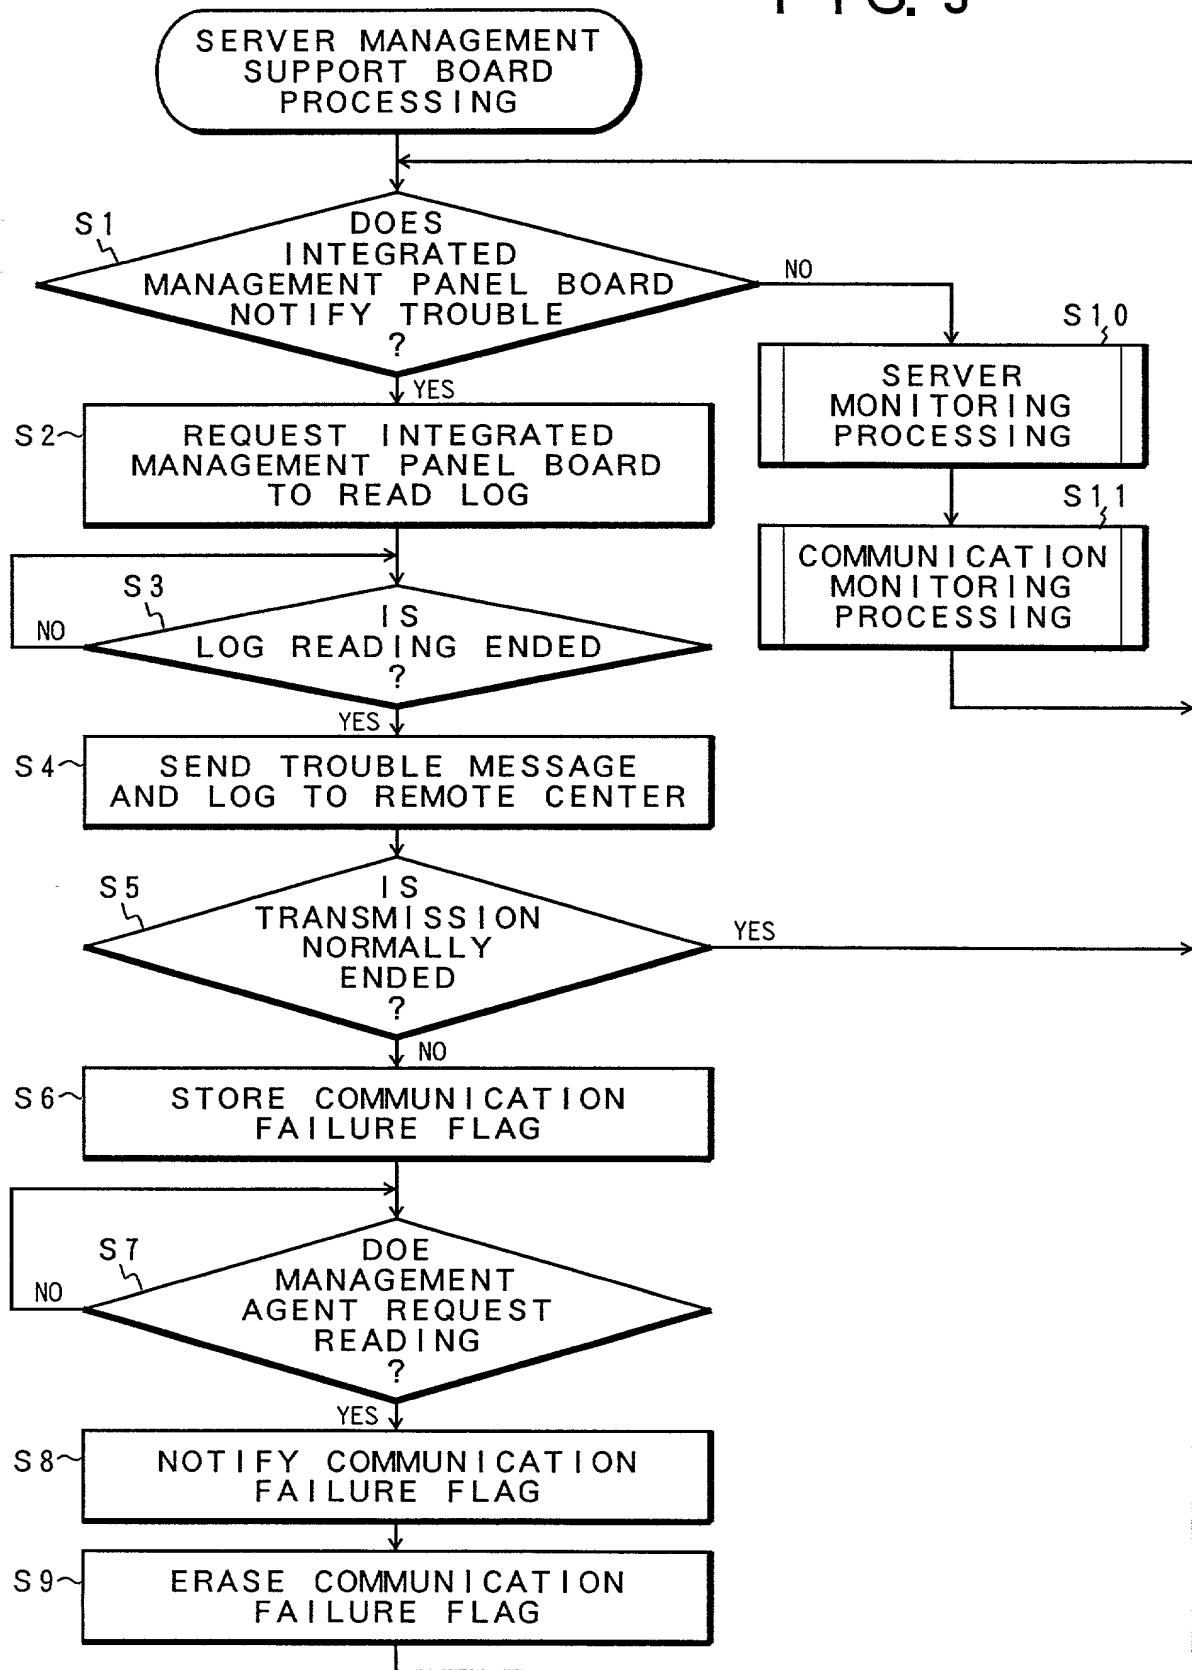 FIG. 5
SERVER MANAGEMENT
SUPPORT BOARD
PROCESSING
S1
DOES
INTEGRATED
MANAGEMENT PANEL BOARD
NOTIFY TROUBLE
?
NO
YES
S10
SERVER
MONITORING
PROCESSING
S2
REQUEST INTEGRATED
MANAGEMENT PANEL BOARD
TO READ LOG
S11
COMMUNICATION
MONITORING
PROCESSING
S3
IS
LOG READING ENDED
?
NO
YES
S4
SEND TROUBLE MESSAGE
AND LOG TO REMOTE CENTER
S5
IS
TRANSMISSION
NORMALLY
ENDED
?
YES
NO
S6
STORE COMMUNICATION
FAILURE FLAG
S7
DOE
MANAGEMENT
AGENT REQUEST
READING
?
NO
YES
S8
NOTIFY COMMUNICATION
FAILURE FLAG
S9
ERASE COMMUNICATION
FAILURE FLAG